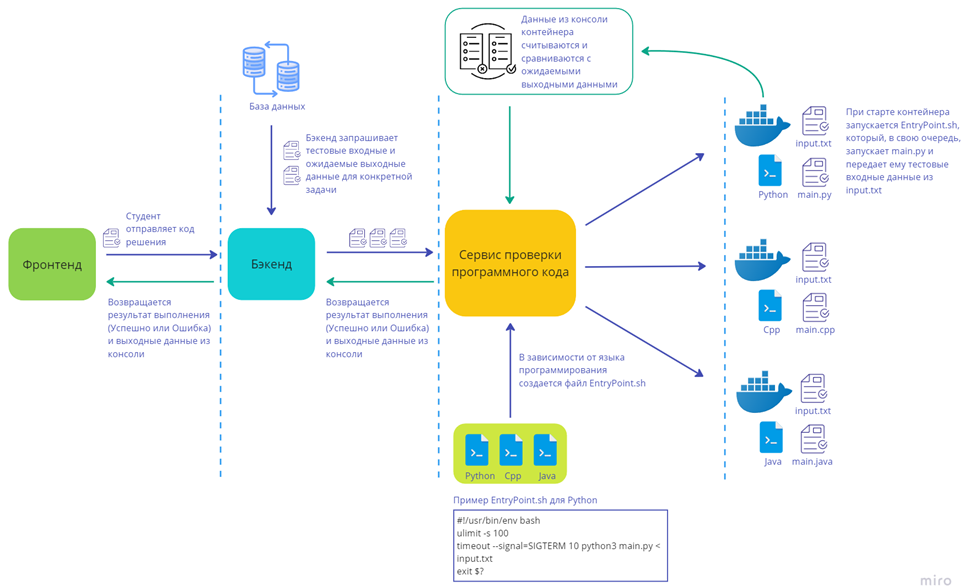 Данные из консоли
контейнера
считываются и
сравниваются с
ожидаемыми
выходными данными
База данных
Бэкенд запрашивает
тестовые входные и
ожидаемые выходные
данные для конкретной
задачи
input.txt
Python
main.py
При старте контейнера
запускается EntryPoint.sh,
который, в свою очередь,
запускает main.py и
передает ему тестовые
входные данные из
input.txt
Фронтенд
Студент
отправляет код
решения
Возвращается
результат выполнения
(Успешно или Ошибка)
и выходные данные из
консоли
Бэкенд
Возвращается
результат выполнения
(Успешно или Ошибка)
и выходные данные из
консоли
Сервис проверки
программного кода
input.txt
Cpp
main.cpp
В зависимости от языка
программирования
создается файл EntryPoint.sh
input.txt
Java
main.java
Python
Cpp
Java
Пример EntryPoint.sh для Python
#!/usr/bin/env bash
ulimit -s 100
timeout --signal=SIGTERM 10 python3 main.py <
input.txt
exit $?
miro